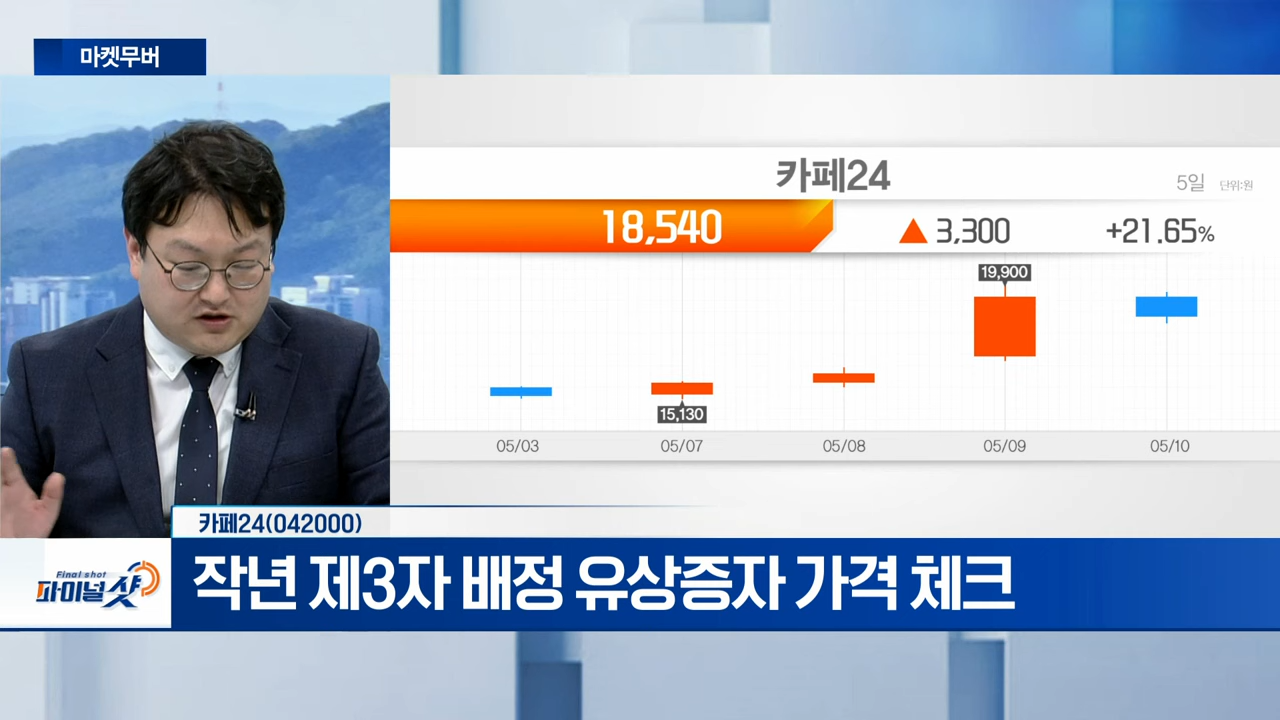 마켓무버
카페24
5일 단위:원
18,540 ▲ 3,300 +21.65%
19,900
15,130
05/03 05/07 05/08 05/09 05/10
카페24(042000)
Final shot
파이널샷
작년 제3자 배정 유상증자 가격 체크